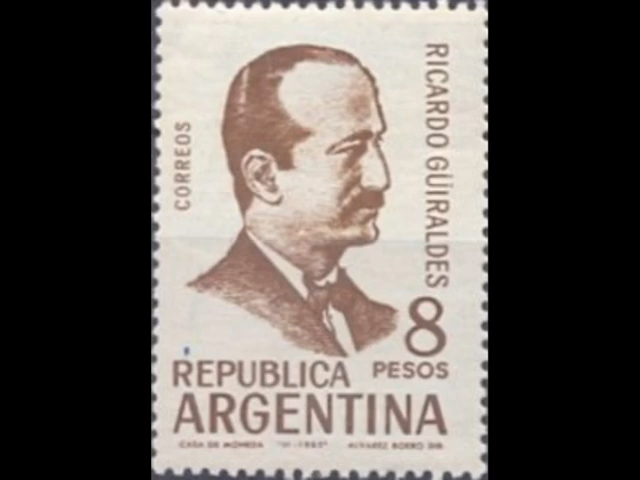 CORREOS
RICARDO GÜIRALDES
8
PESOS
REPUBLICA
ARGENTINA
CASA DE MONEDA